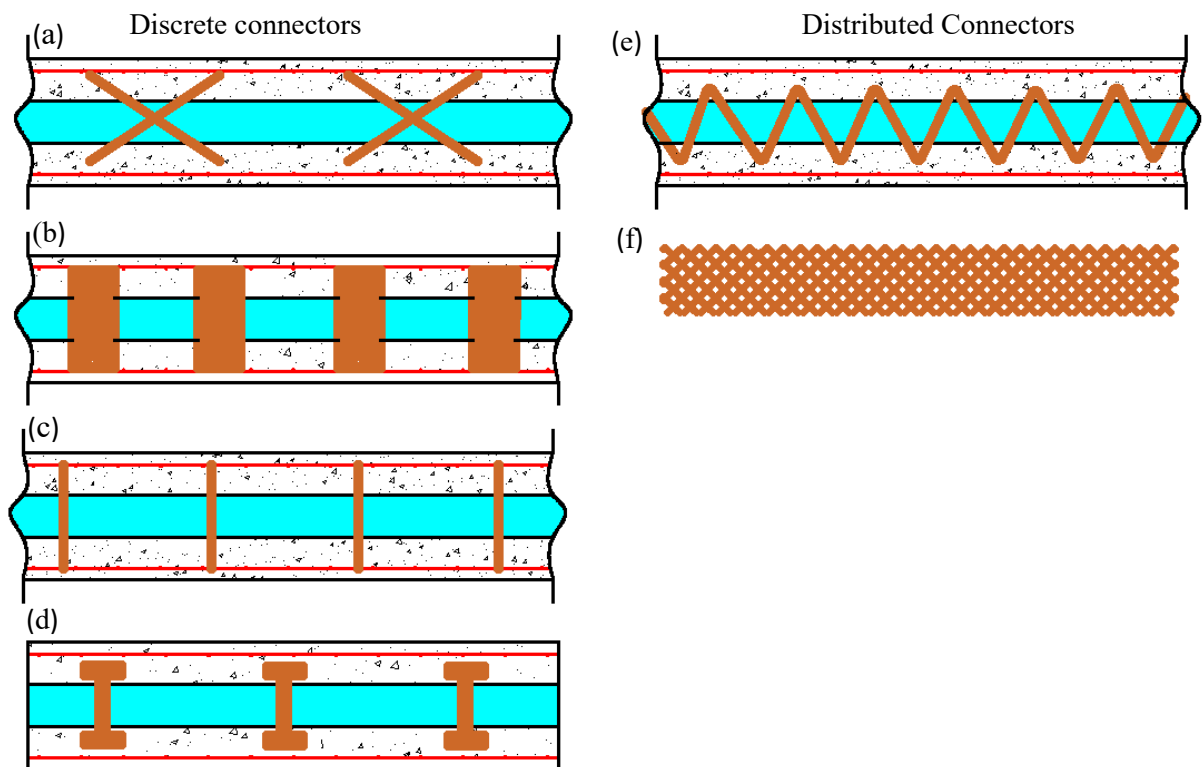 Discrete connectors
Distributed Connectors
(a)
(e)
(b)
(f)
(c)
(d)